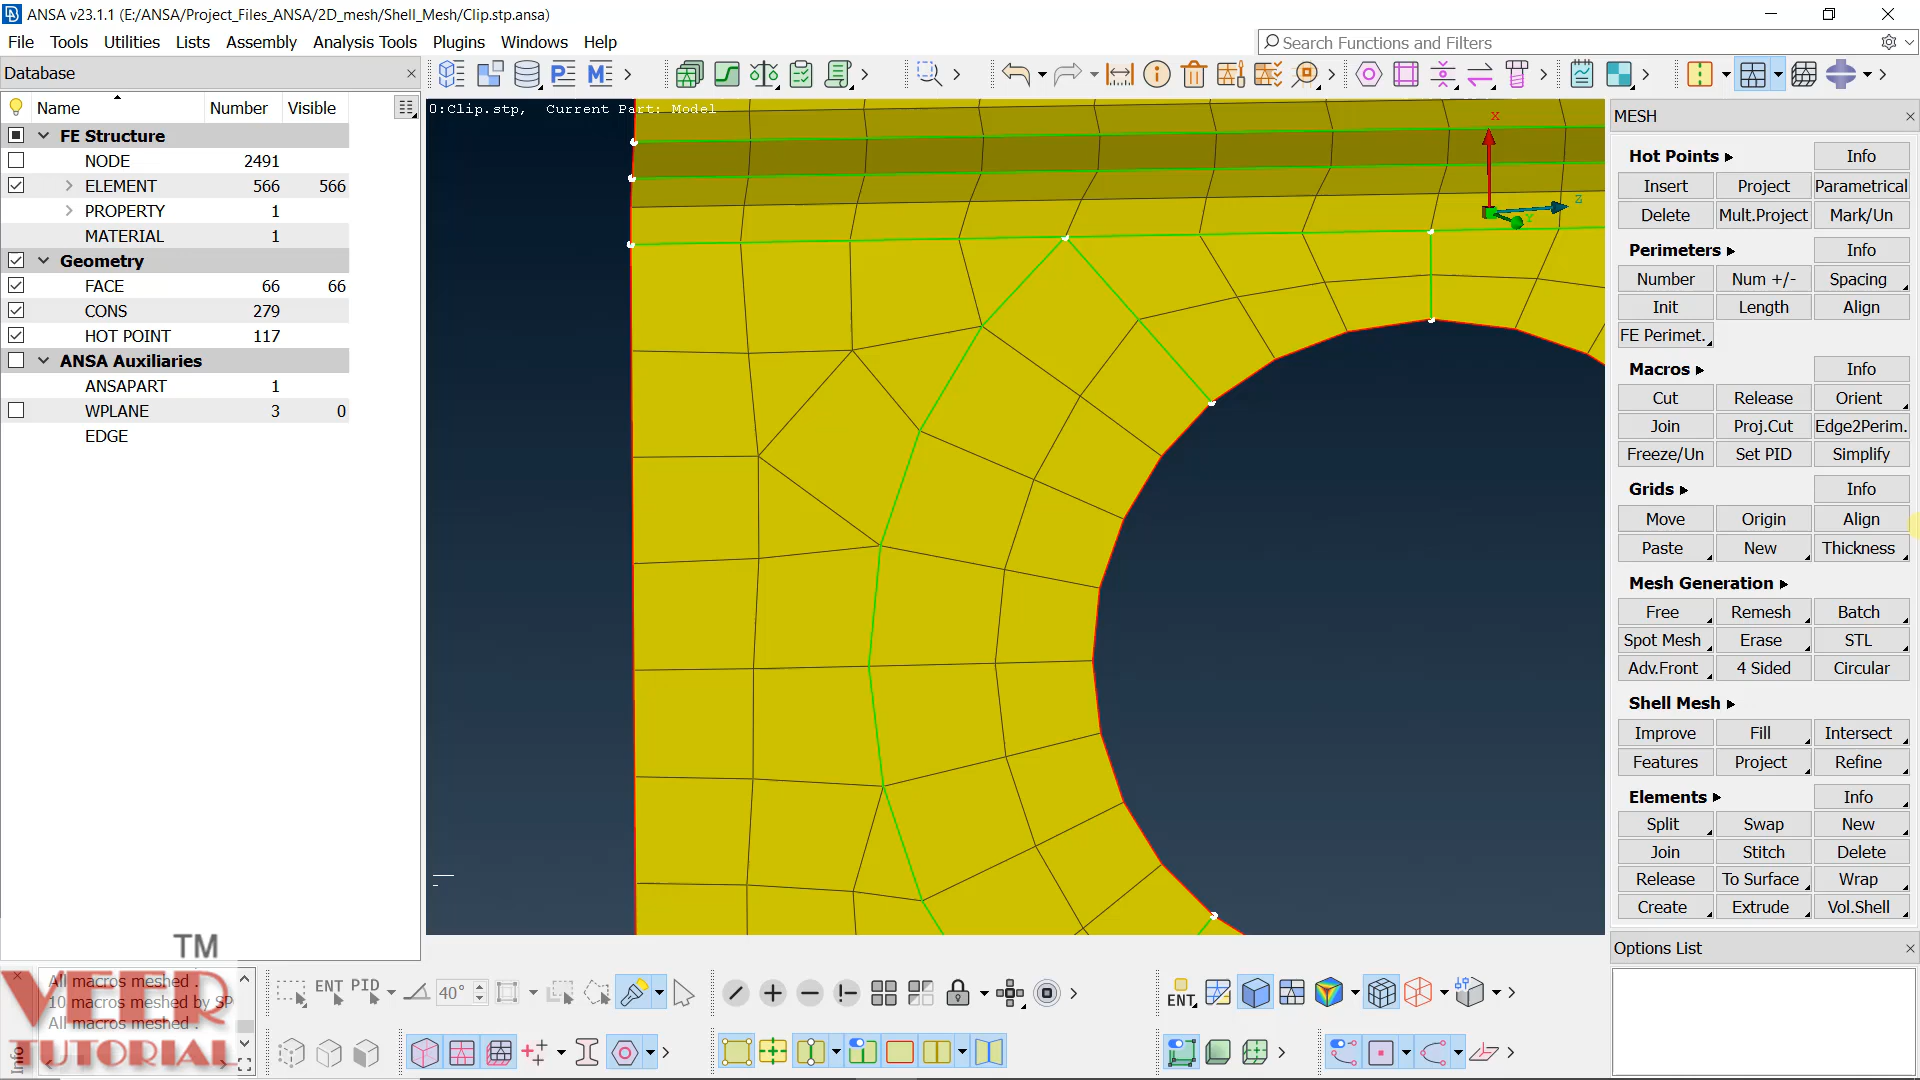 ANSA v23.1.1 (E:/ANSA/Project_Files_ANSA/2D_mesh/Shell_Mesh/Clip.stp.ansa)
File Tools Utilities Lists Assembly Analysis Tools Plugins Windows Help
Search Functions and Filters
Database
Name Number Visible
FE Structure
NODE 2491
ELEMENT 566 566
PROPERTY 1
MATERIAL 1
Geometry
FACE 66 66
CONS 279
HOT POINT 117
ANSA Auxiliaries
ANSAPART 1
WPLANE 3 0
EDGE
0:Clip.stp, Current Part: Model
X
Z
Y
MESH
Hot Points Info
Insert Project Parametrical
Delete Mult.Project Mark/Un
Perimeters Info
Number Num +/- Spacing
Init Length Align
FE Perimet.
Macros Info
Cut Release Orient
Join Proj.Cut Edge2Perim.
Freeze/Un Set PID Simplify
Grids Info
Move Origin Align
Paste New Thickness
Mesh Generation
Free Remesh Batch
Spot Mesh Erase STL
Adv.Front 4 Sided Circular
Shell Mesh
Improve Fill Intersect
Features Project Refine
Elements Info
Split Swap New
Join Stitch Delete
Release To Surface Wrap
Create Extrude Vol.Shell
Options List
TM
VEER
TUTORIAL
All macros meshed .
10 macros meshed by SP
All macros meshed .
Info
ENT PID 40°
ENT